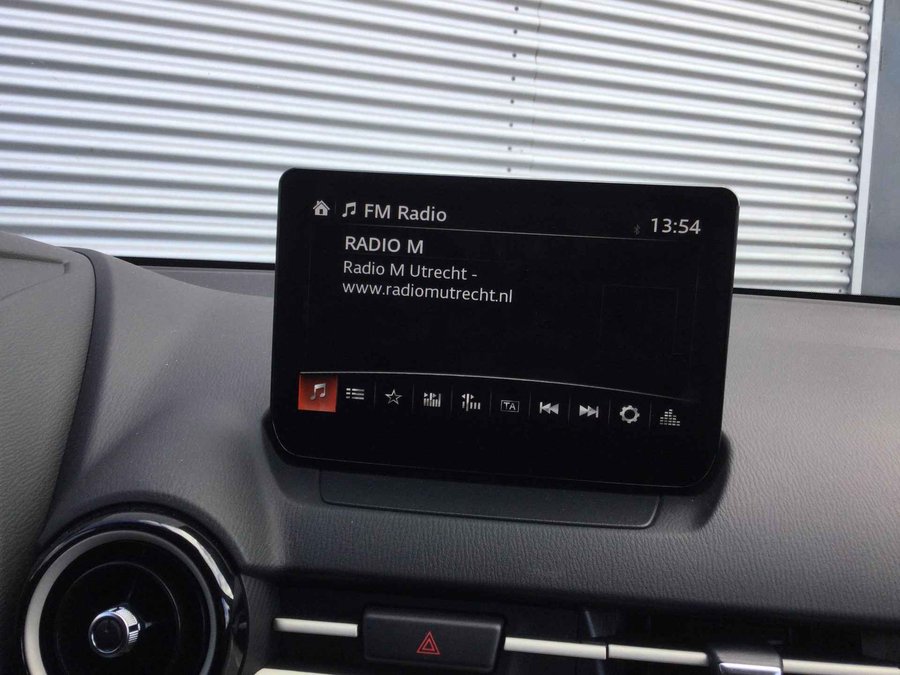 FM Radio
13:54
RADIO M
Radio M Utrecht -
www.radiomutrecht.nl
TA